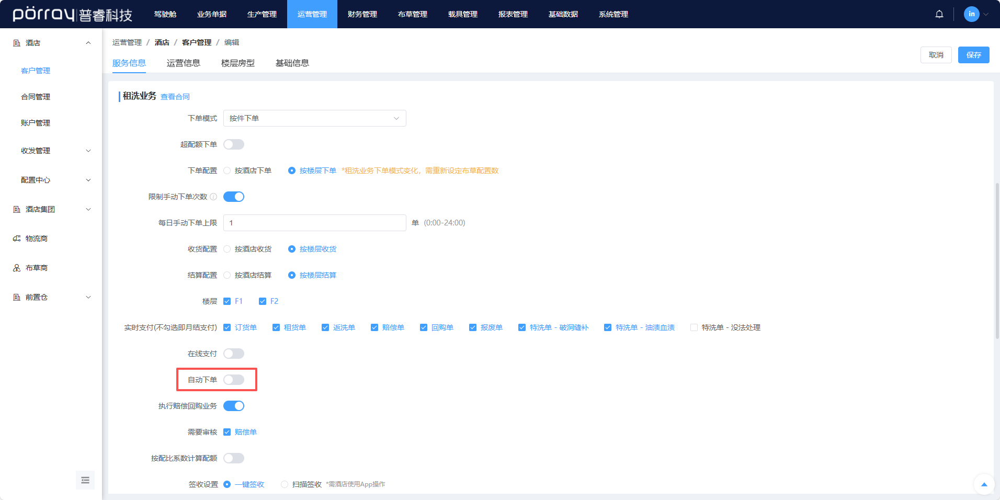 pörray|普睿科技 驾驶舱 业务单据 生产管理 运营管理 财务管理 布草管理 载具管理 报表管理 基础数据 系统管理 in
酒店
客户管理
合同管理
账户管理
收发管理
配置中心
酒店集团
物流商
布草商
前置仓
运营管理 / 酒店 / 客户管理 / 编辑
取消 保存
服务信息 运营信息 楼层房型 基础信息
租洗业务 查看合同
下单模式 按件下单
超配额下单
下单配置 按酒店下单 按楼层下单 *租洗业务下单模式变化，需重新设定布草配置数
限制手动下单次数
每日手动下单上限 1 单 (0:00-24:00)
收货配置 按酒店收货 按楼层收货
结算配置 按酒店结算 按楼层结算
楼层 F1 F2
实时支付(不勾选即月结支付) 订货单 租货单 返洗单 赔偿单 回购单 报废单 特洗单 - 破洞缝补 特洗单 - 油渍血渍 特洗单 - 没法处理
在线支付
自动下单
执行赔偿回购业务
需要审核 赔偿单
按配比系数计算配额
签收设置 一键签收 扫描签收 *需酒店使用App操作